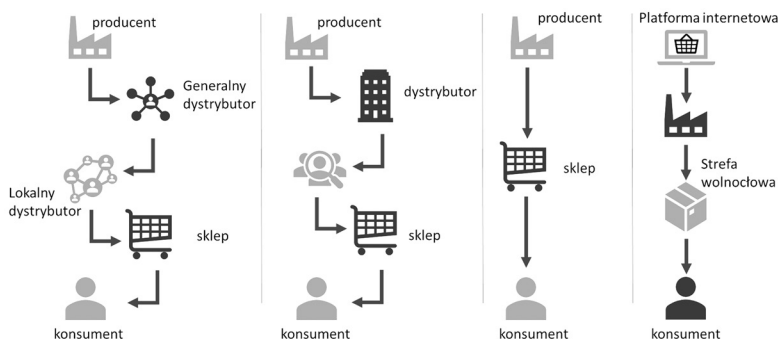 producent
Generalny
dystrybutor
Lokalny
dystrybutor
sklep
konsument
producent
dystrybutor
sklep
konsument
producent
sklep
konsument
Platforma internetowa
Strefa
wolnocłowa
konsument